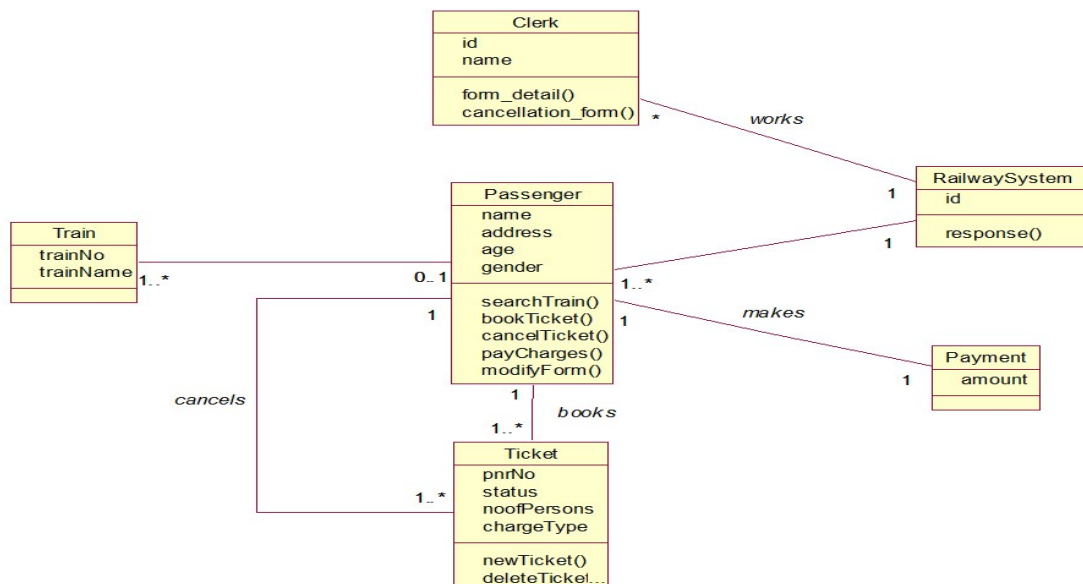 Clerk
id
name
form_detail()
cancellation_form()
*
works
1
RailwaySystem
id
response()
1
Passenger
name
address
age
gender
searchTrain()
bookTicket()
cancelTicket()
payCharges()
modifyForm()
Train
trainNo
trainName
1..*
0..1
1..*
1
1
makes
1
Payment
amount
cancels
1
books
1..*
Ticket
pnrNo
status
noofPersons
chargeType
newTicket()
deleteTicket...
1..*